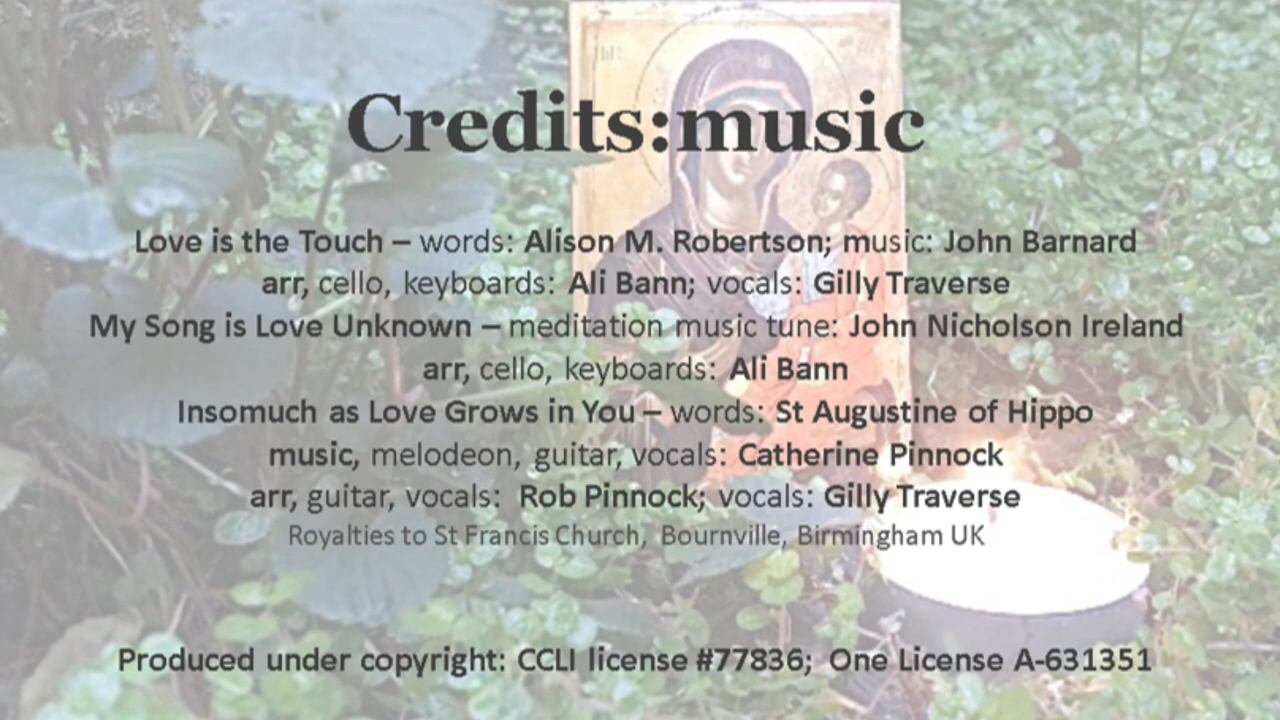 Credits:music
Love is the Touch – words: Alison M. Robertson; music: John Barnard
arr, cello, keyboards: Ali Bann; vocals: Gilly Traverse
My Song is Love Unknown – meditation music tune: John Nicholson Ireland
arr, cello, keyboards: Ali Bann
Insomuch as Love Grows in You – words: St Augustine of Hippo
music, melodeon, guitar, vocals: Catherine Pinnock
arr, guitar, vocals: Rob Pinnock; vocals: Gilly Traverse
Royalties to St Francis Church, Bournville, Birmingham UK
Produced under copyright: CCLI license #77836; One License A-631351